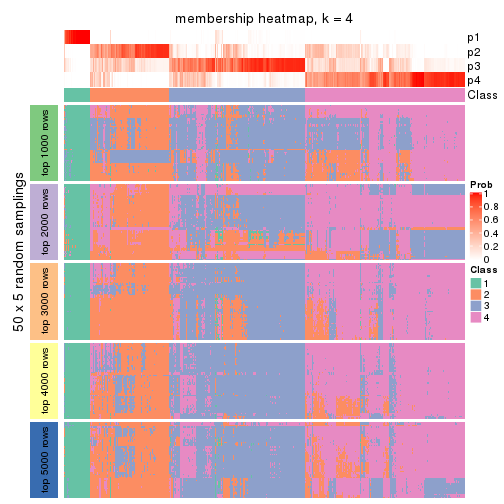 membership heatmap, k = 4
p1
p2
p3
p4
Class
50 x 5 random samplings
top 1000 rows
top 2000 rows
top 3000 rows
top 4000 rows
top 5000 rows
Prob
1
0.8
0.6
0.4
0.2
0
Class
1
2
3
4